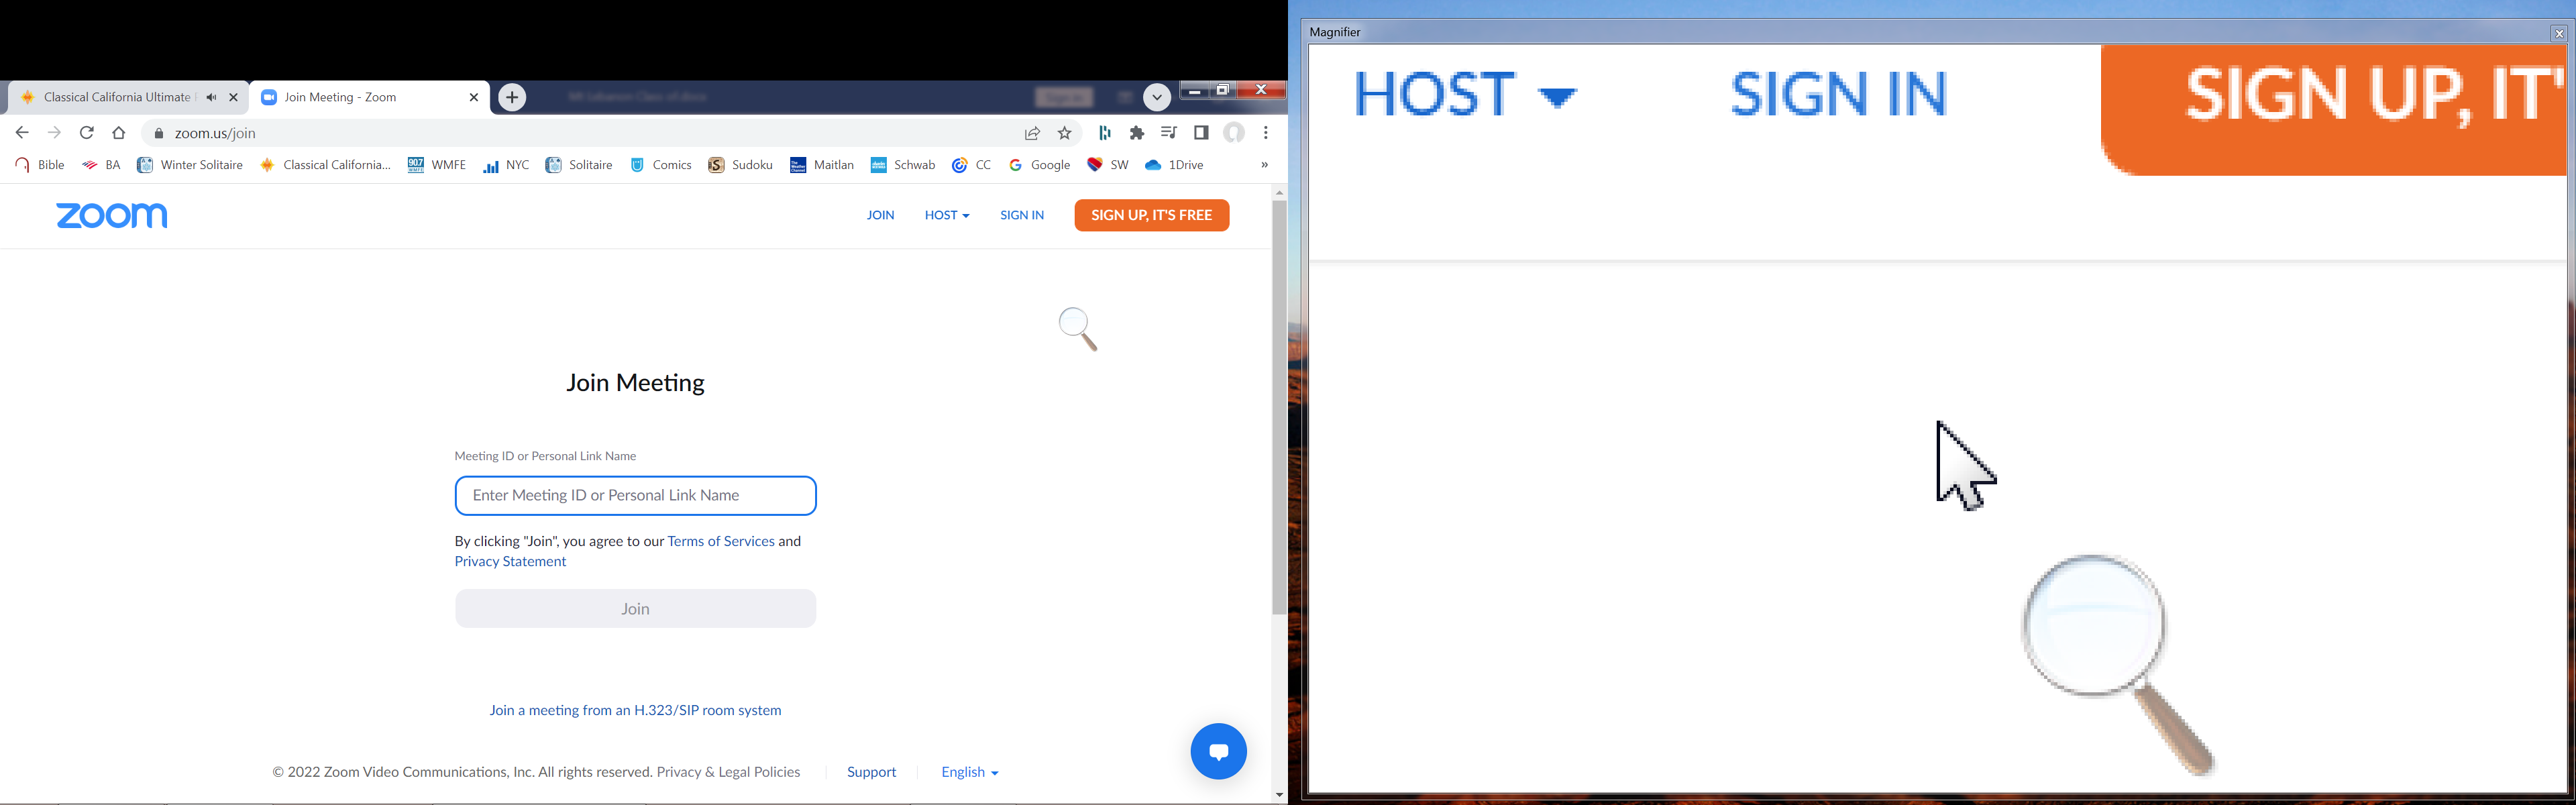 Classical California Ultimate
Join Meeting - Zoom
zoom.us/join
Bible
BA
Winter Solitaire
Classical California...
90.7
WMFE
NYC
Solitaire
Comics
Sudoku
Maitlan
Schwab
CC
Google
SW
1Drive
»
zoom
JOIN
HOST
SIGN IN
SIGN UP, IT'S FREE
Join Meeting
Meeting ID or Personal Link Name
Enter Meeting ID or Personal Link Name
By clicking "Join", you agree to our Terms of Services and
Privacy Statement
Join
Join a meeting from an H.323/SIP room system
© 2022 Zoom Video Communications, Inc. All rights reserved. Privacy & Legal Policies
Support
English
Magnifier
HOST
SIGN IN
SIGN UP, IT'